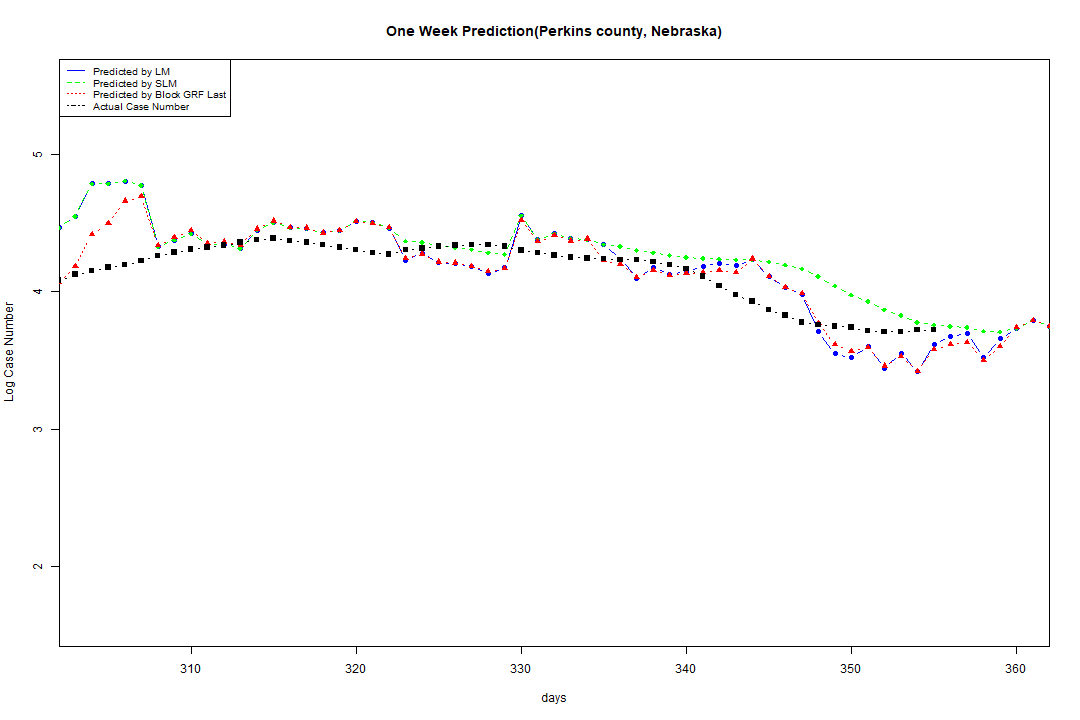 One Week Prediction(Perkins county, Nebraska)
Predicted by LM
Predicted by SLM
Predicted by Block GRF Last
Actual Case Number
5
4
3
2
Log Case Number
310 320 330 340 350 360
days